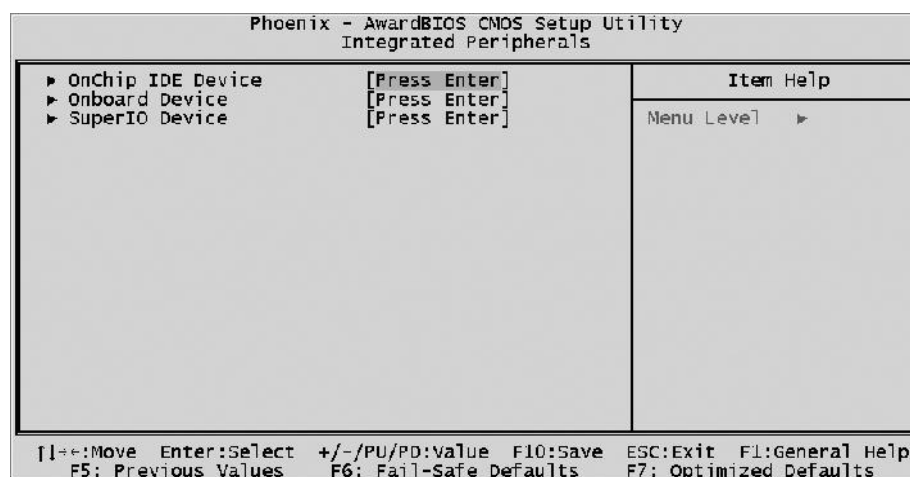 Phoenix - AwardBIOS CMOS Setup Utility
Integrated Peripherals
▶ OnChip IDE Device [Press Enter]
▶ Onboard Device [Press Enter]
▶ SuperIO Device [Press Enter]
Item Help
Menu Level ▶
↑↓→←:Move Enter:Select +/-/PU/PD:Value F10:Save ESC:Exit F1:General Help
F5: Previous Values F6: Fail-Safe Defaults F7: Optimized Defaults